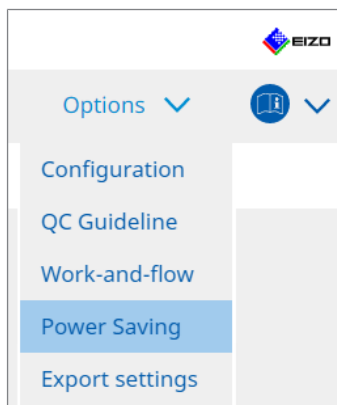 EIZO
Options
Configuration
QC Guideline
Work-and-flow
Power Saving
Export settings